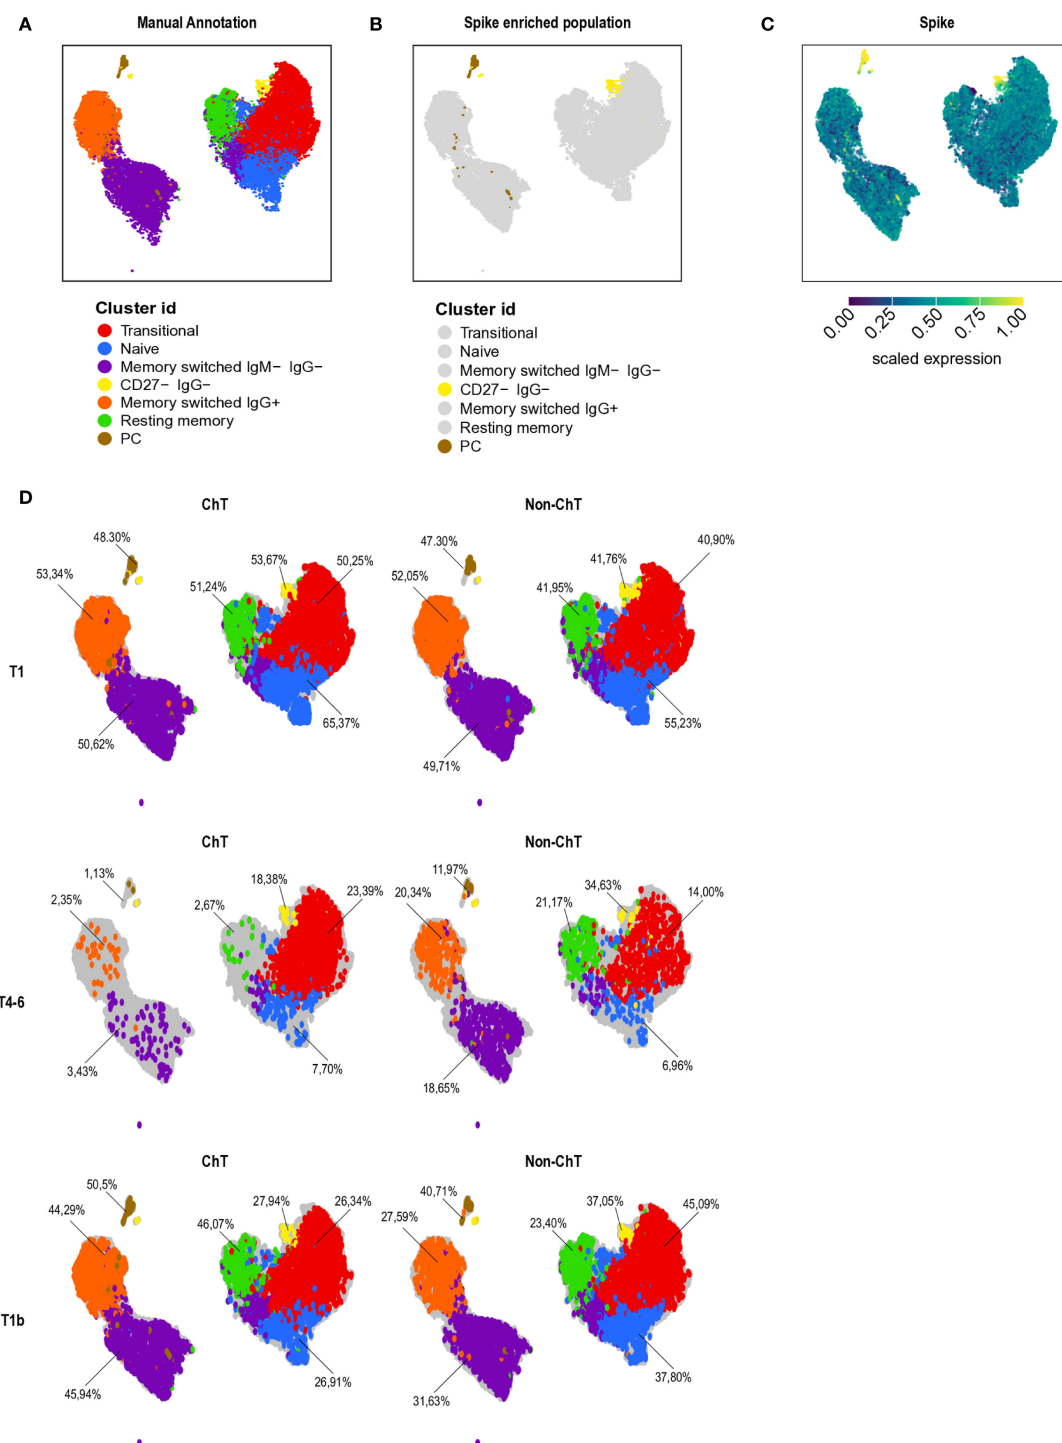 A Manual Annotation
B Spike enriched population
C Spike
Cluster id
Transitional
Naive
Memory switched IgM− IgG−
CD27− IgG−
Memory switched IgG+
Resting memory
PC
Cluster id
Transitional
Naive
Memory switched IgM− IgG−
CD27− IgG−
Memory switched IgG+
Resting memory
PC
0.00 0.25 0.50 0.75 1.00
scaled expression
D
ChT Non-ChT
T1
48.30%
53,34%
53,67%
50,25%
51,24%
65,37%
50,62%
47.30%
52,05%
41,76%
40,90%
41,95%
55,23%
49,71%
ChT Non-ChT
T4-6
1,13%
2,35%
18,38%
23,39%
2,67%
7,70%
3,43%
11,97%
20,34%
34,63%
14,00%
21,17%
6,96%
18,65%
ChT Non-ChT
T1b
50,5%
44,29%
27,94%
26,34%
46,07%
26,91%
45,94%
40,71%
27,59%
37,05%
45,09%
23,40%
37,80%
31,63%